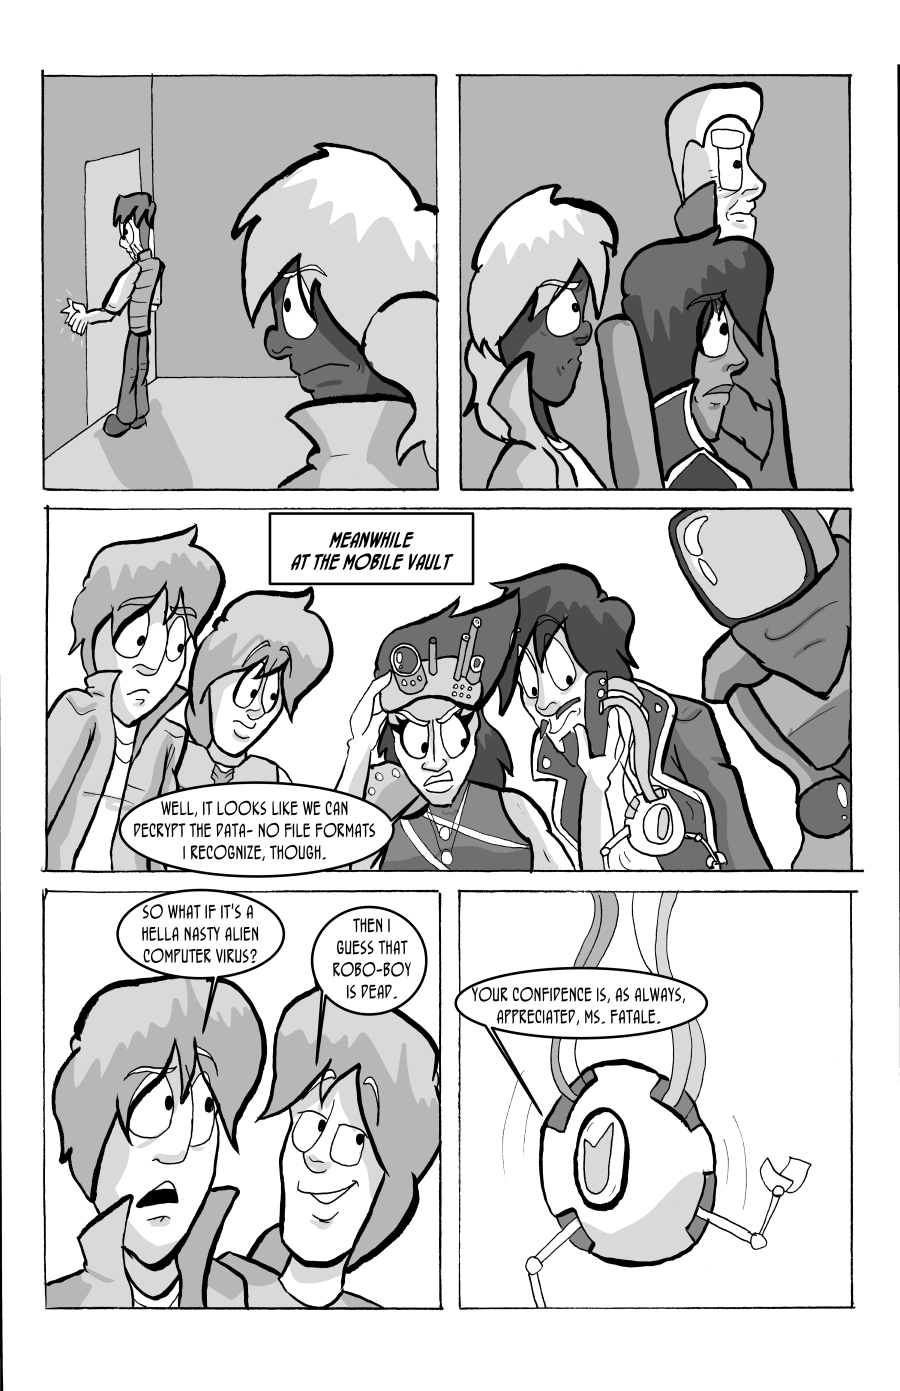 MEANWHILE
AT THE MOBILE VAULT
WELL, IT LOOKS LIKE WE CAN
DECRYPT THE DATA- NO FILE FORMATS
I RECOGNIZE, THOUGH.
SO WHAT IF IT'S A
HELLA NASTY ALIEN
COMPUTER VIRUS?
THEN I
GUESS THAT
ROBO-BOY
IS DEAD.
YOUR CONFIDENCE IS, AS ALWAYS,
APPRECIATED, MS. FATALE.